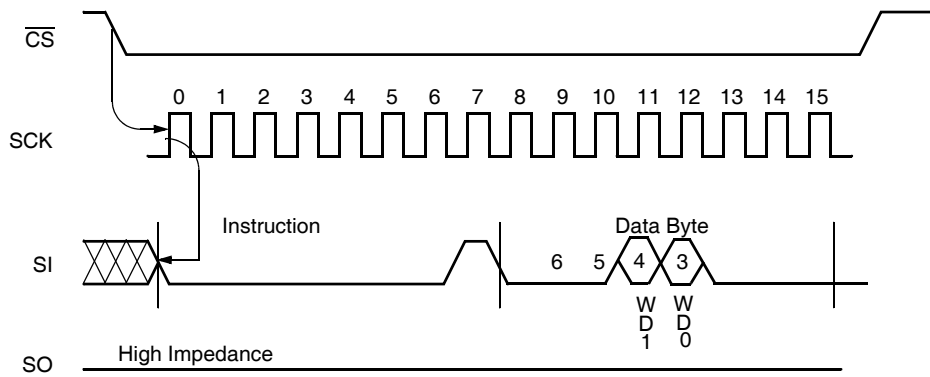 CS
0 1 2 3 4 5 6 7 8 9 10 11 12 13 14 15
SCK
Instruction
Data Byte
SI
6 5 4 3
W W
D D
1 0
High Impedance
SO